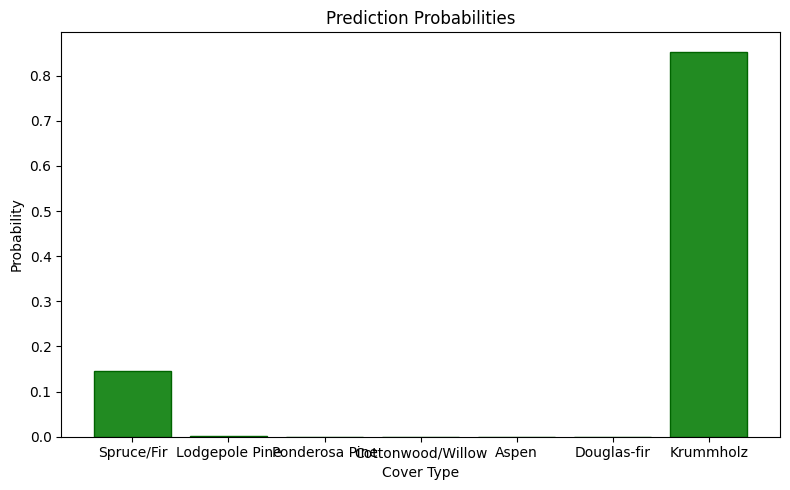 Prediction Probabilities
0.8
0.7
0.6
0.5
0.4
0.3
0.2
0.1
0.0
Probability
Spruce/Fir Lodgepole Pine Ponderosa Pine Cottonwood/Willow Aspen Douglas-fir Krummholz
Cover Type